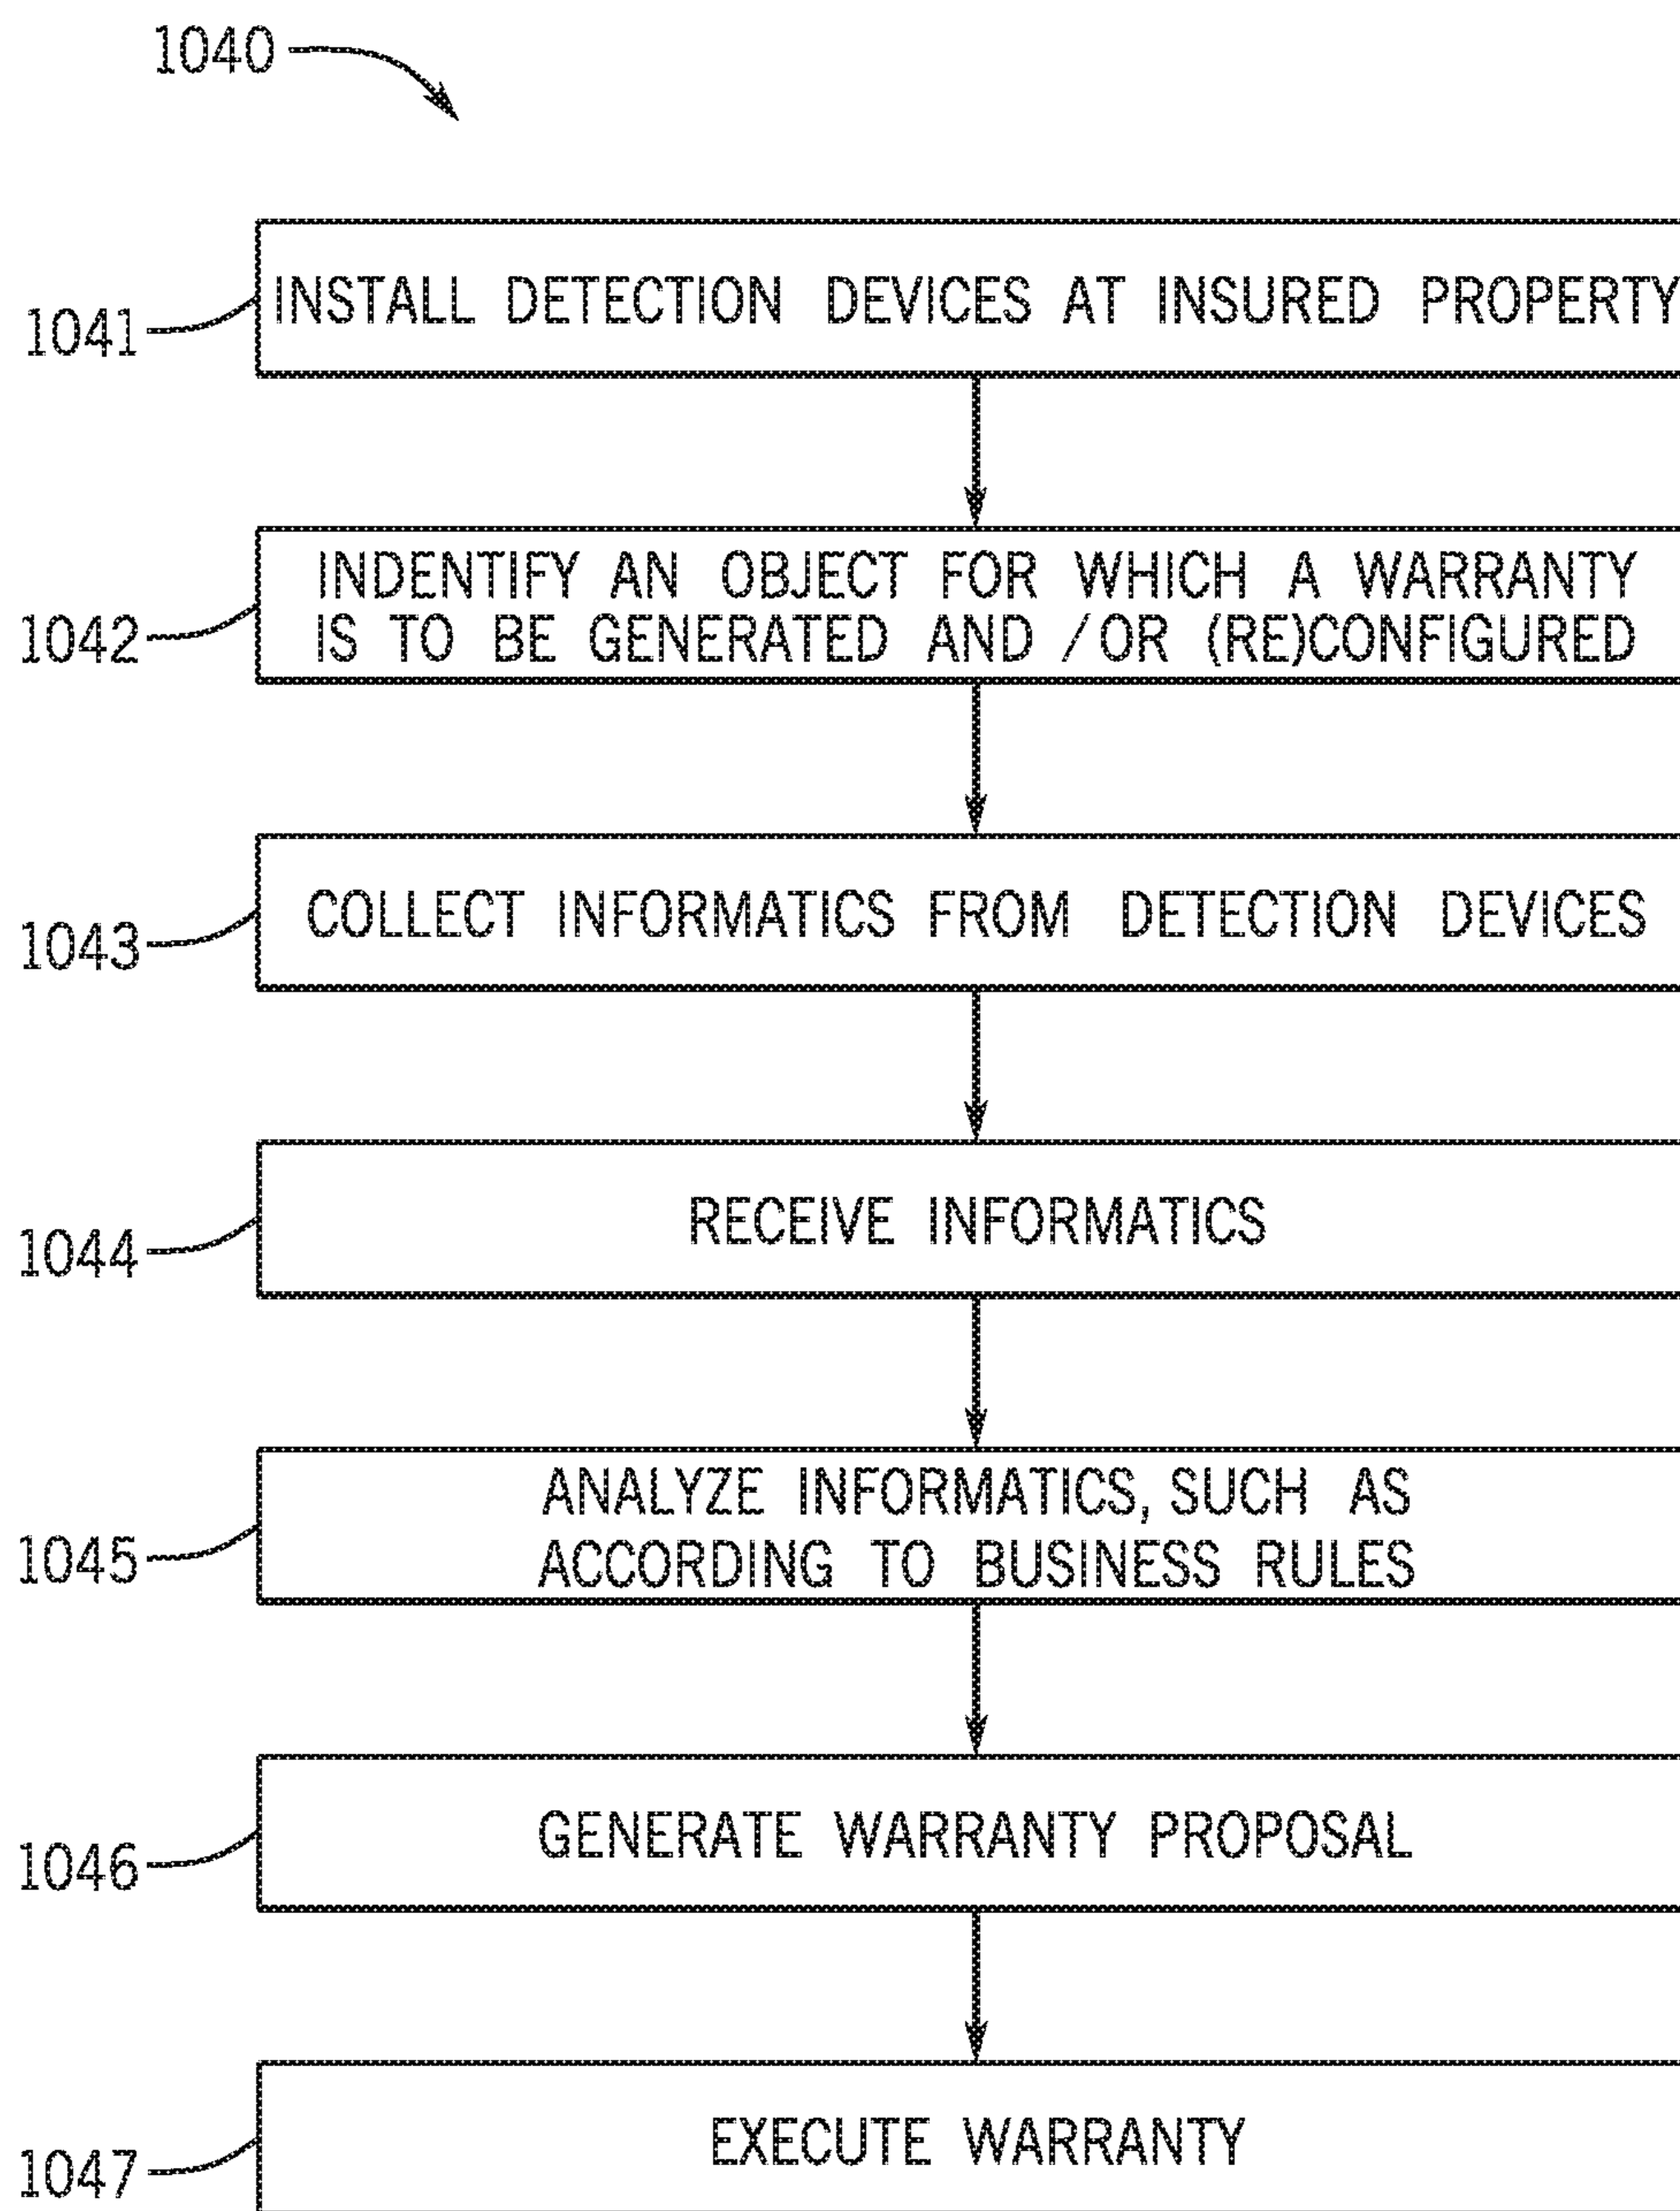 1040
1041
INSTALL DETECTION DEVICES AT INSURED PROPERTY
1042
INDENTIFY AN OBJECT FOR WHICH A WARRANTY
IS TO BE GENERATED AND /OR (RE)CONFIGURED
1043
COLLECT INFORMATICS FROM DETECTION DEVICES
1044
RECEIVE INFORMATICS
1045
ANALYZE INFORMATICS, SUCH AS
ACCORDING TO BUSINESS RULES
1046
GENERATE WARRANTY PROPOSAL
1047
EXECUTE WARRANTY